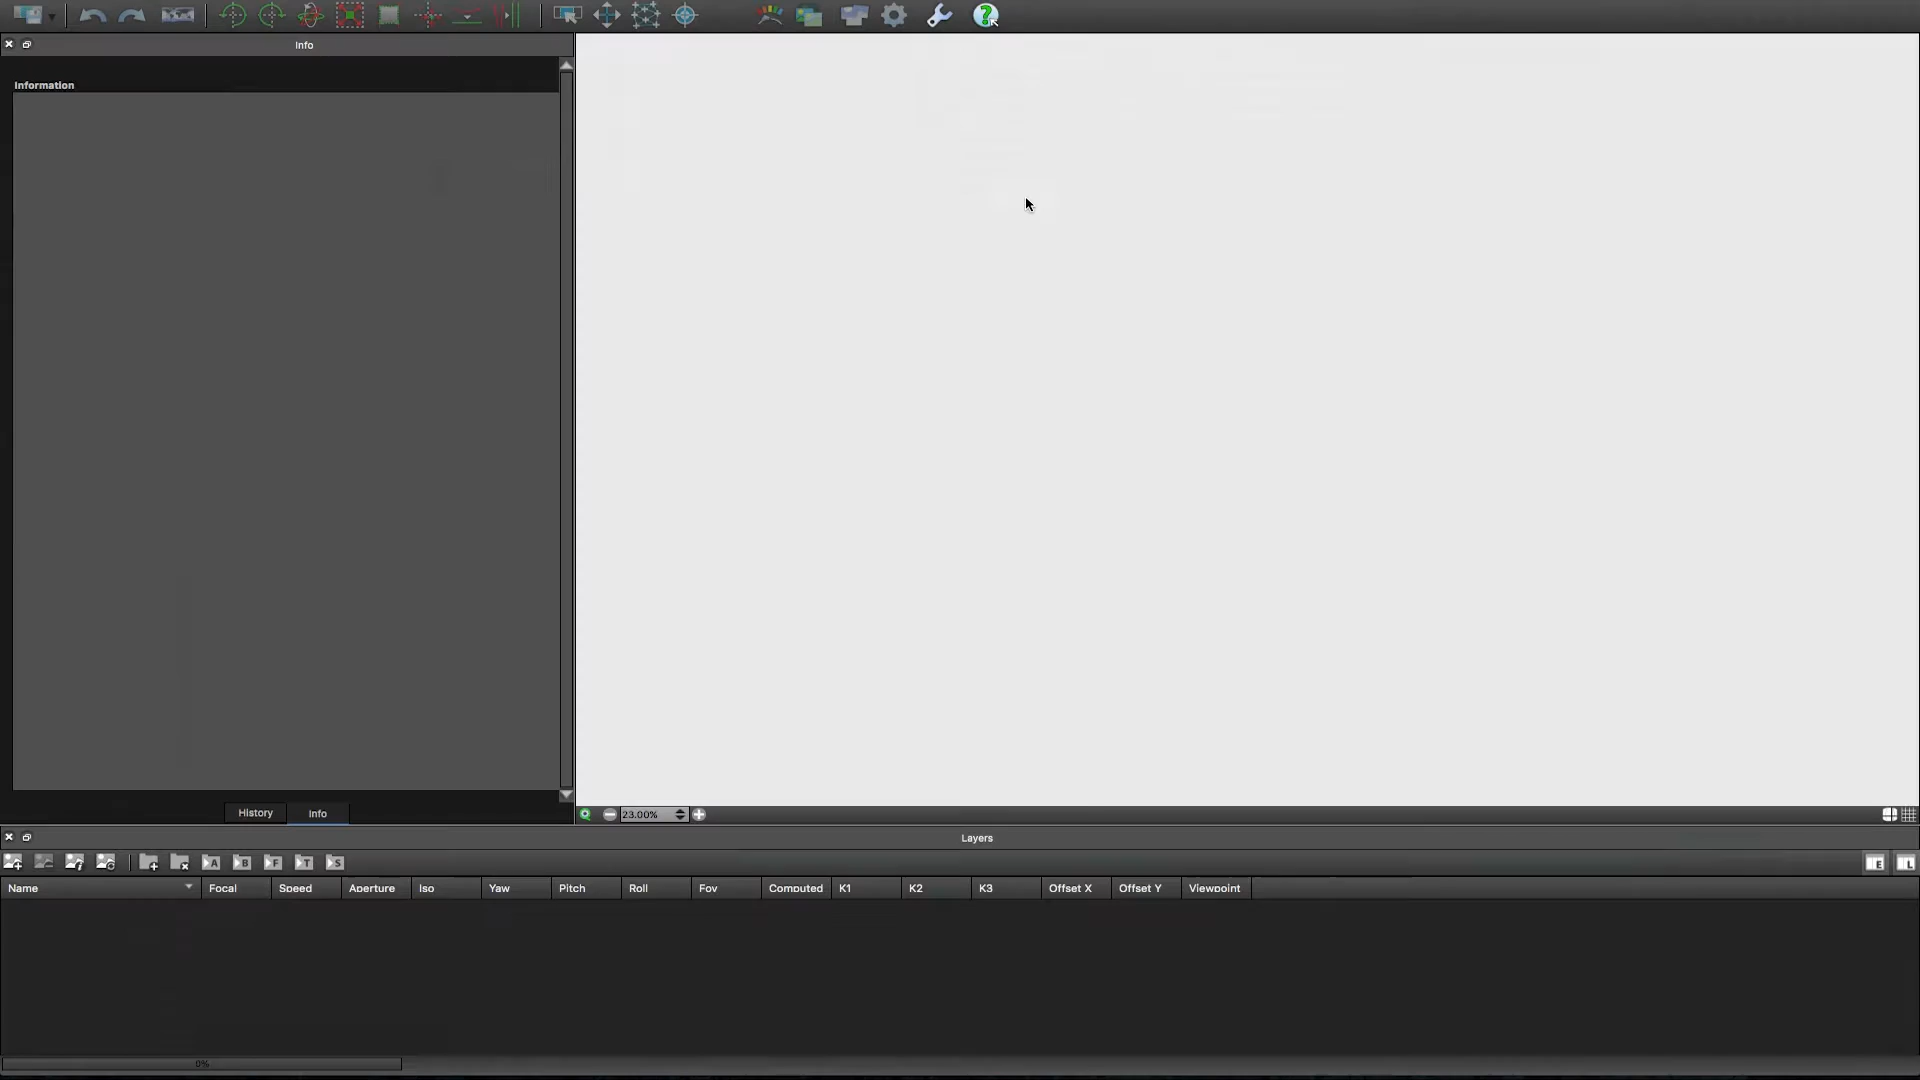 Info
Information
History Info
23.00%
Layers
A B F T S E L
Name Focal Speed Aperture Iso Yaw Pitch Roll Fov Computed K1 K2 K3 Offset X Offset Y Viewpoint
0%